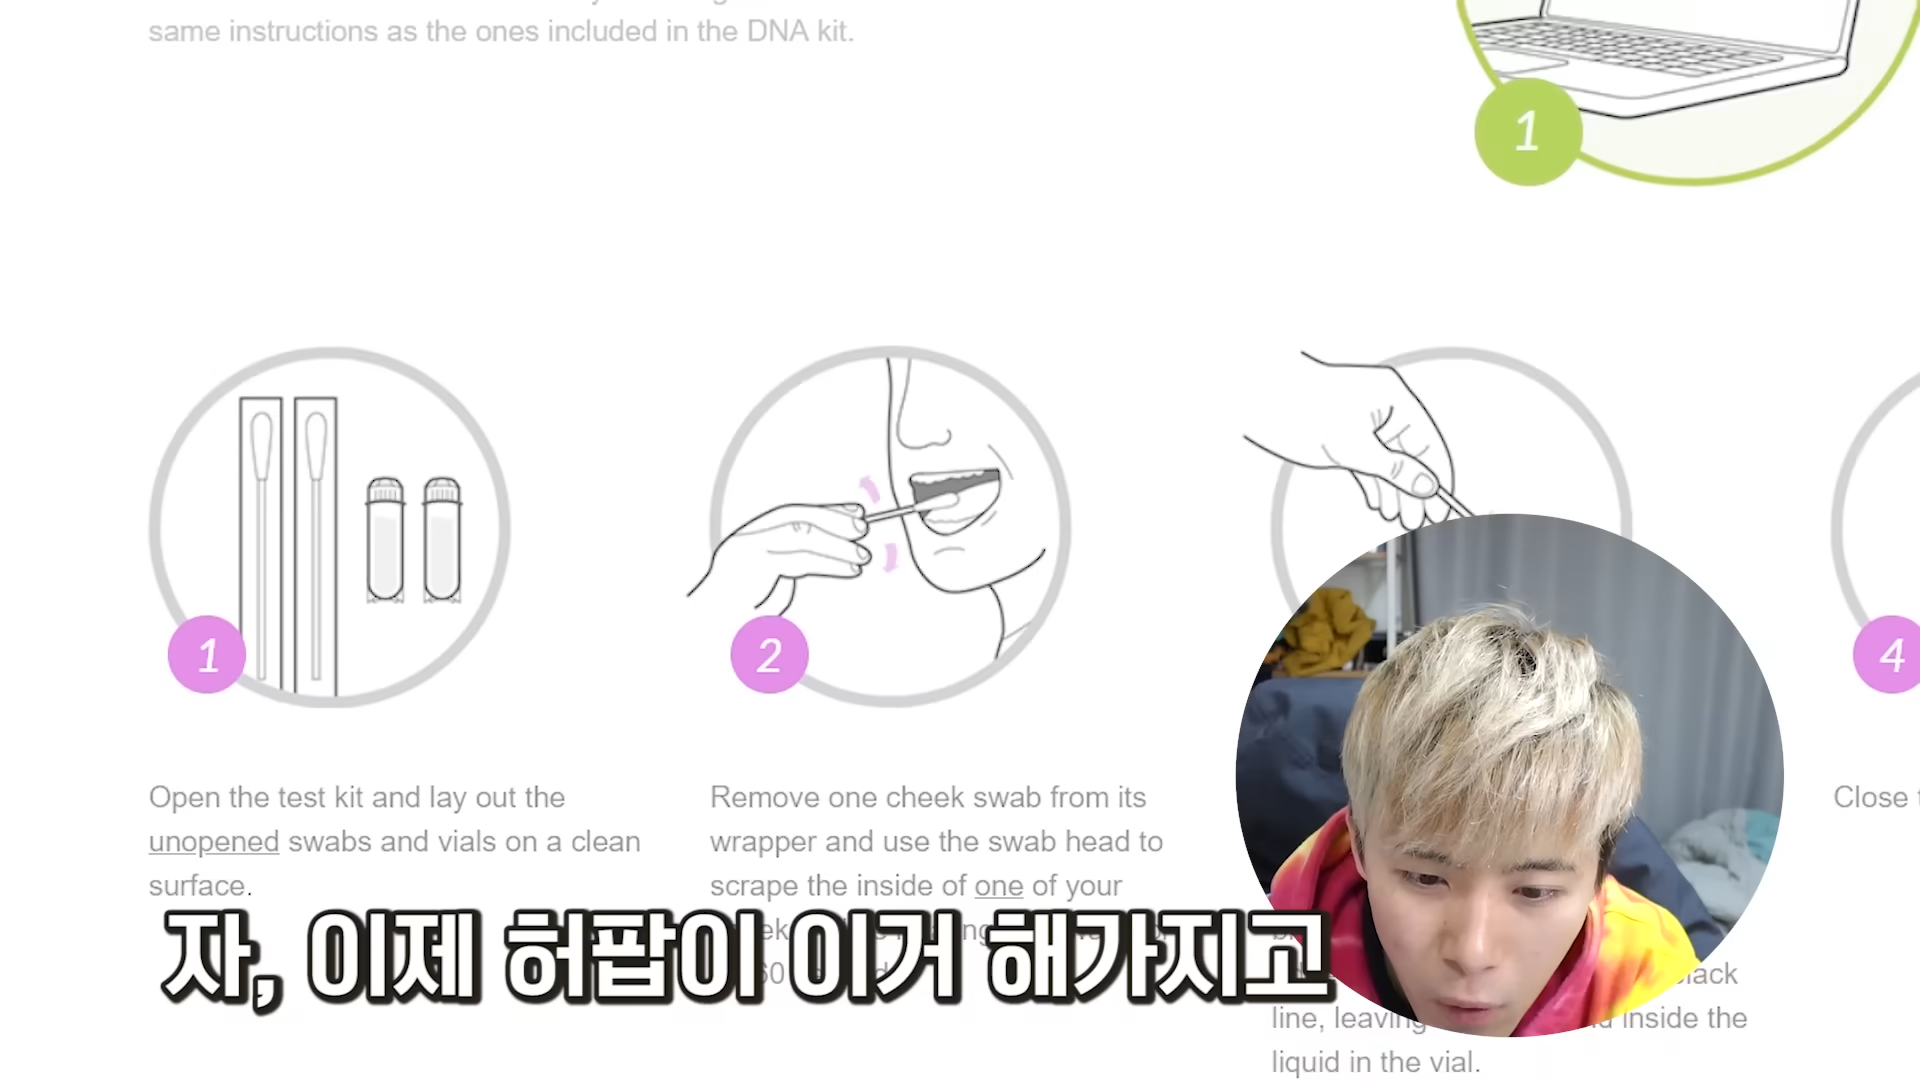 same instructions as the ones included in the DNA kit.
1
1
2
4
Open the test kit and lay out the
unopened swabs and vials on a clean
surface.
Remove one cheek swab from its
wrapper and use the swab head to
scrape the inside of one of your
60
Close
line, leaving inside the
liquid in the vial.
자, 이제 허팝이 이거 해가지고